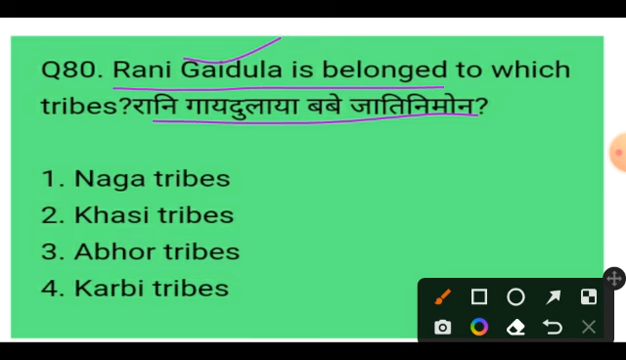 Q80. Rani Gaidula is belonged to which
tribes?रानि गायदुलाया बबे जातिनिमोन?
1. Naga tribes
2. Khasi tribes
3. Abhor tribes
4. Karbi tribes